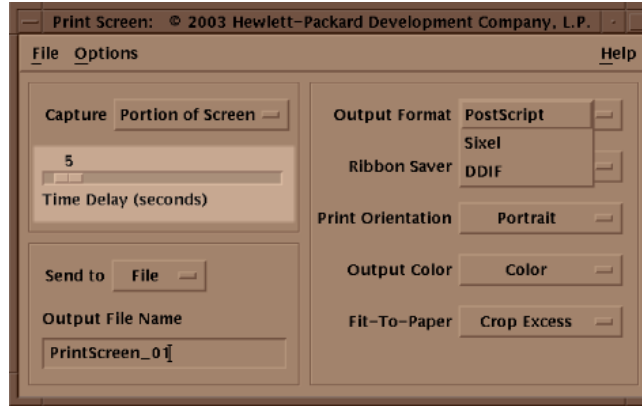 Print Screen: © 2003 Hewlett-Packard Development Company, L.P.
File Options Help
Capture Portion of Screen
5
Time Delay (seconds)
Send to File
Output File Name
PrintScreen_01
Output Format PostScript
Sixel
DDIF
Ribbon Saver
Print Orientation Portrait
Output Color Color
Fit-To-Paper Crop Excess